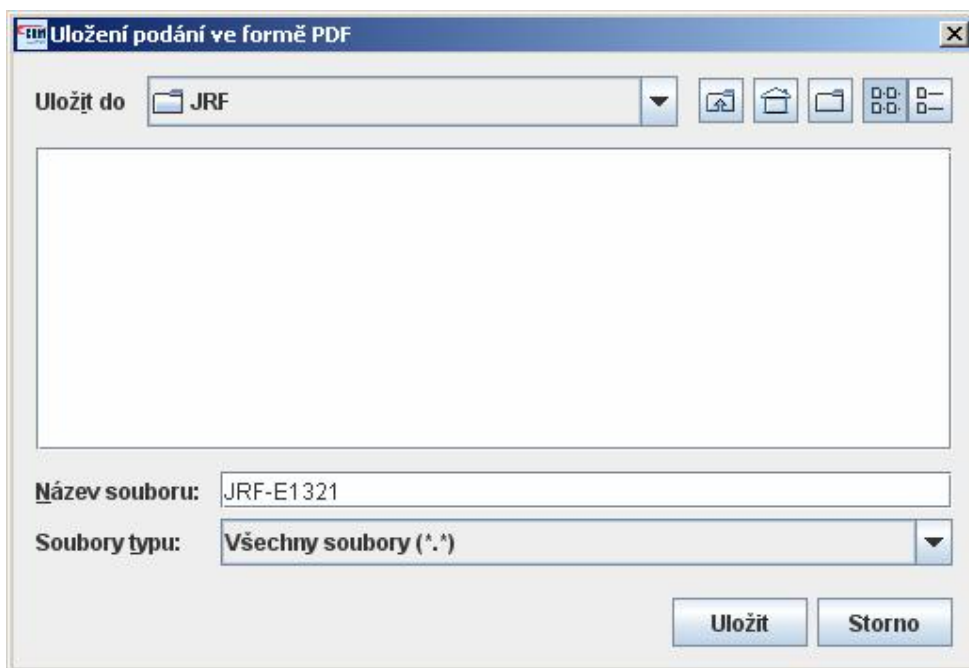 Uložení podání ve formě PDF
Uložit do JRF
Název souboru: JRF-E1321
Soubory typu: Všechny soubory (*.*)
Uložit Storno